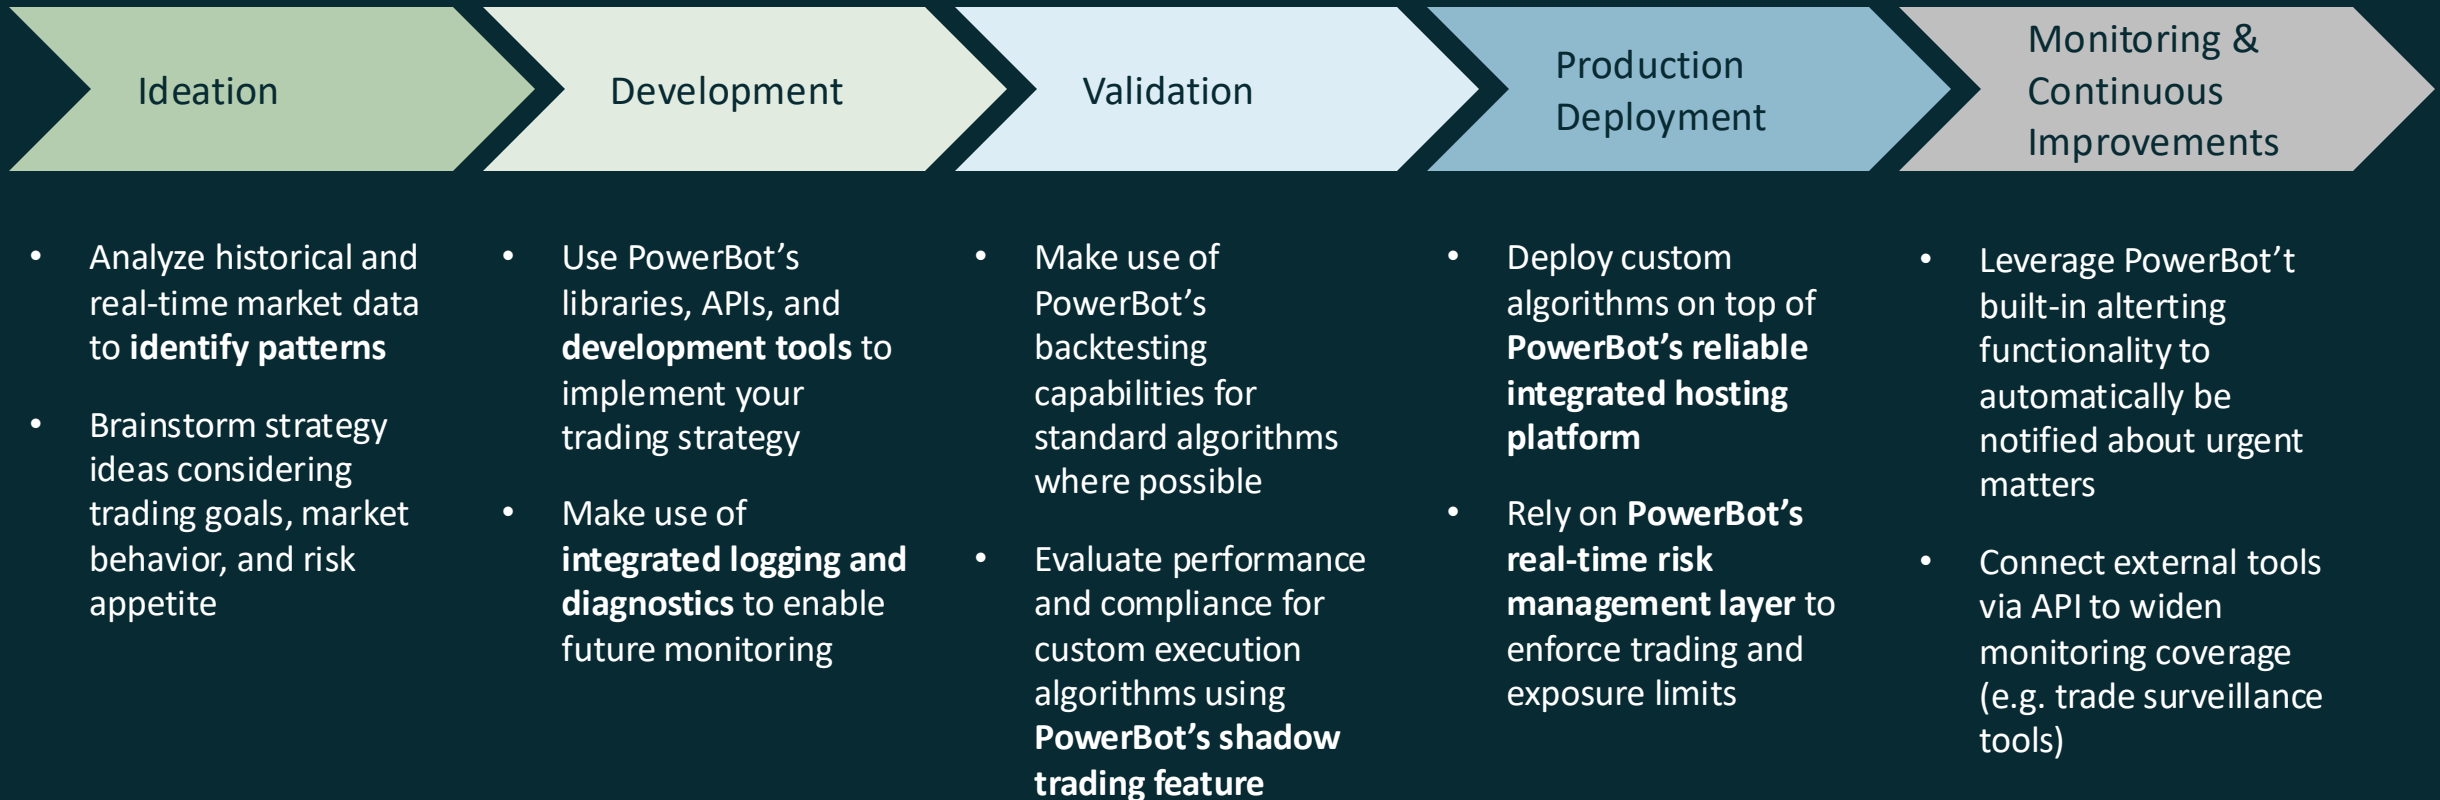 Ideation
Development
Validation
Production
Deployment
Monitoring &
Continuous
Improvements
• Analyze historical and
real-time market data
to identify patterns
• Brainstorm strategy
ideas considering
trading goals, market
behavior, and risk
appetite
• Use PowerBot’s
libraries, APIs, and
development tools to
implement your
trading strategy
• Make use of
integrated logging and
diagnostics to enable
future monitoring
• Make use of
PowerBot’s
backtesting
capabilities for
standard algorithms
where possible
• Evaluate performance
and compliance for
custom execution
algorithms using
PowerBot’s shadow
trading feature
• Deploy custom
algorithms on top of
PowerBot’s reliable
integrated hosting
platform
• Rely on PowerBot’s
real-time risk
management layer to
enforce trading and
exposure limits
• Leverage PowerBot’t
built-in alterting
functionality to
automatically be
notified about urgent
matters
• Connect external tools
via API to widen
monitoring coverage
(e.g. trade surveillance
tools)